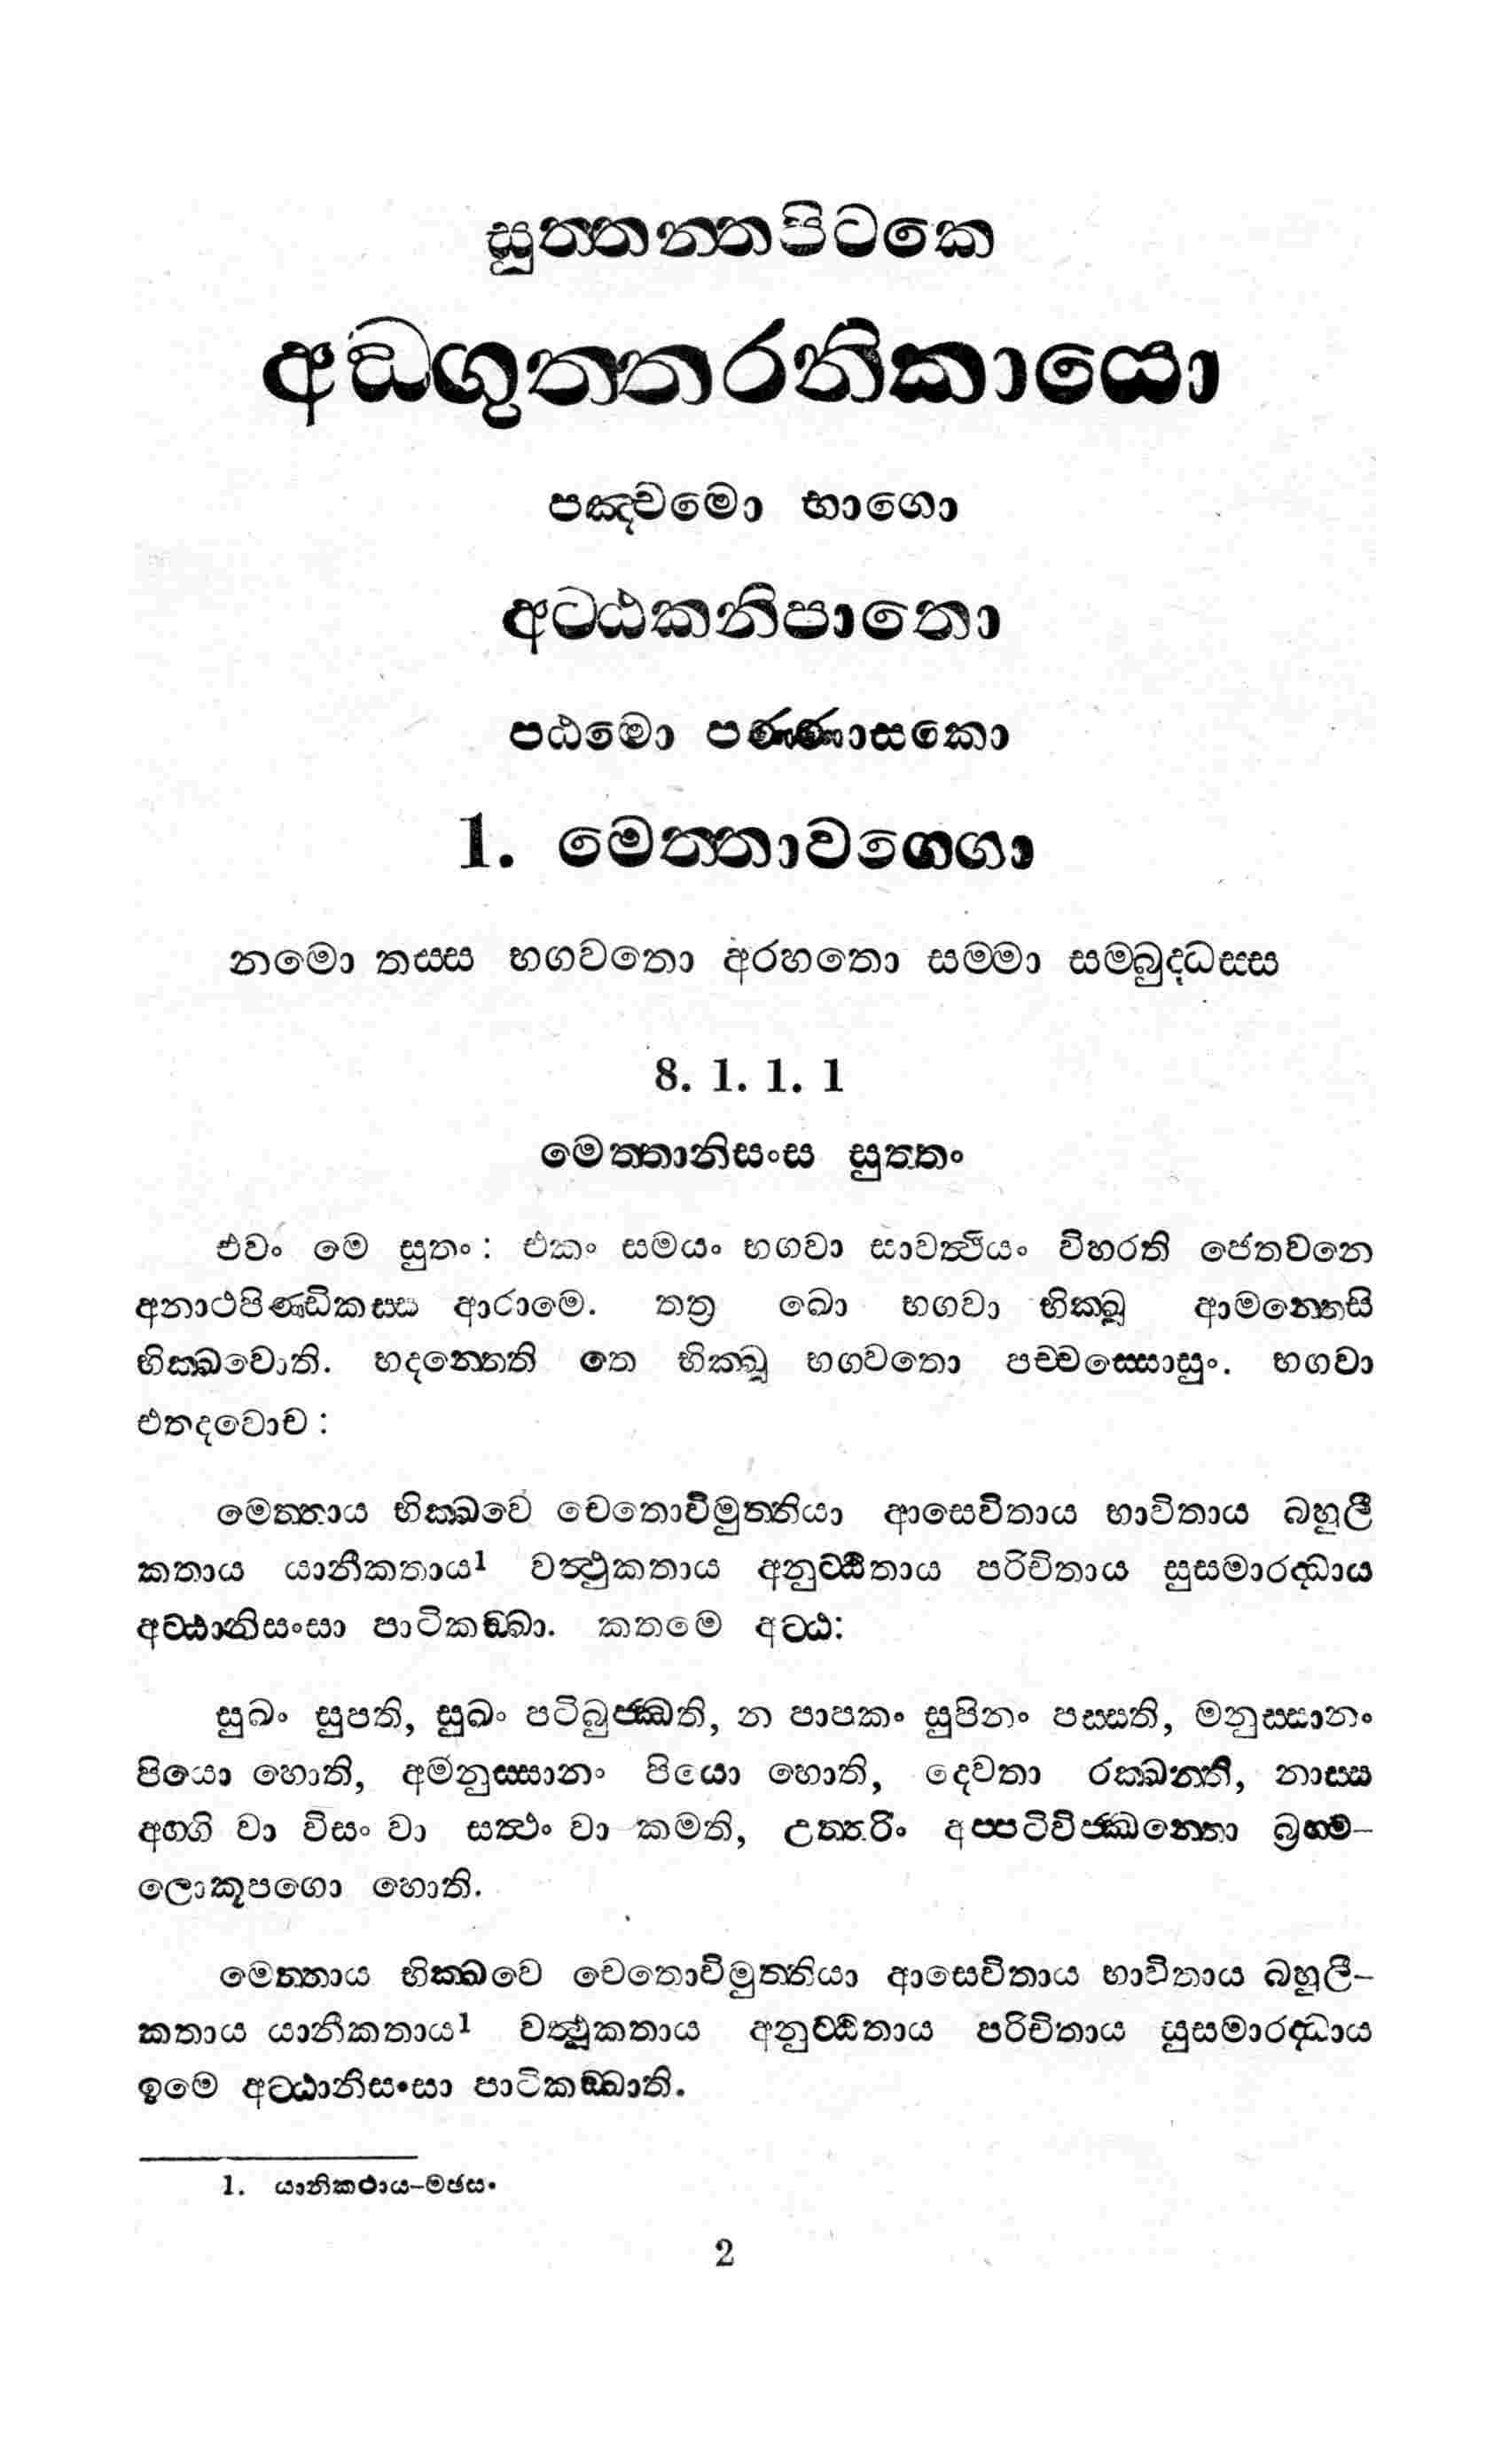 සුත්තන්තපිටකෙ
අඞ්ගුත්තරනිකායො
පඤ්චමො භාගො
අට්ඨකනිපාතො
පඨමො පණ්ණාසකො
1. මෙත්තාවග්ගො
නමො තස්ස භගවතො අරහතො සම්මා සම්බුද්ධස්ස
8. 1. 1. 1
මෙත්තානිසංස සුත්තං
එවං මෙ සුතං: එකං සමයං භගවා සාවත්ථියං විහරති ජෙතවනෙ
අනාථපිණ්ඩිකස්ස ආරාමෙ. තත්‍ර ඛො භගවා භික්ඛූ ආමන්තෙසි
භික්ඛවොති. භදන්තෙති තෙ භික්ඛූ භගවතො පච්චස්සොසුං. භගවා
එතදවොච:
මෙත්තාය භික්ඛවෙ චෙතොවිමුත්තියා ආසෙවිතාය භාවිතාය බහුලී
කතාය යානීකතාය¹ වත්ථුකතාය අනුට්ඨිතාය පරිචිතාය සුසමාරද්ධාය
අට්ඨානිසංසා පාටිකඞ්ඛා. කතමෙ අට්ඨ:
සුඛං සුපති, සුඛං පටිබුජ්ඣති, න පාපකං සුපිනං පස්සති, මනුස්සානං
පියො හොති, අමනුස්සානං පියො හොති, දෙවතා රක්ඛන්ති, නාස්ස
අග්ගි වා විසං වා සත්ථං වා කමති, උත්තරිං අප්පටිවිජ්ඣන්තො බ්‍රහ්ම–
ලොකූපගො හොති.
මෙත්තාය භික්ඛවෙ චෙතොවිමුත්තියා ආසෙවිතාය භාවිතාය බහුලී–
කතාය යානීකතාය¹ වත්ථුකතාය අනුට්ඨිතාය පරිචිතාය සුසමාරද්ධාය
ඉමෙ අට්ඨානිසංසා පාටිකඞ්ඛාති.
1. යානිකථාය–මඡසං
2